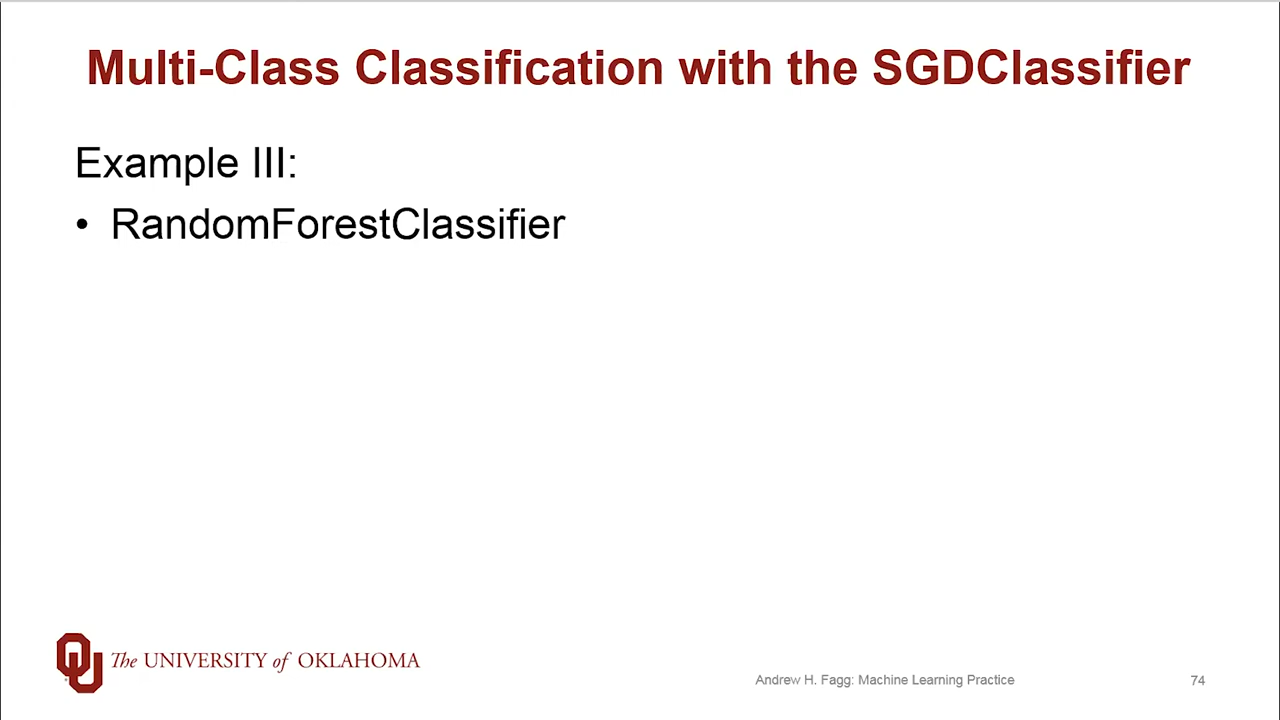 Multi-Class Classification with the SGDClassifier
Example III:
• RandomForestClassifier
The UNIVERSITY of OKLAHOMA
Andrew H. Fagg: Machine Learning Practice
74